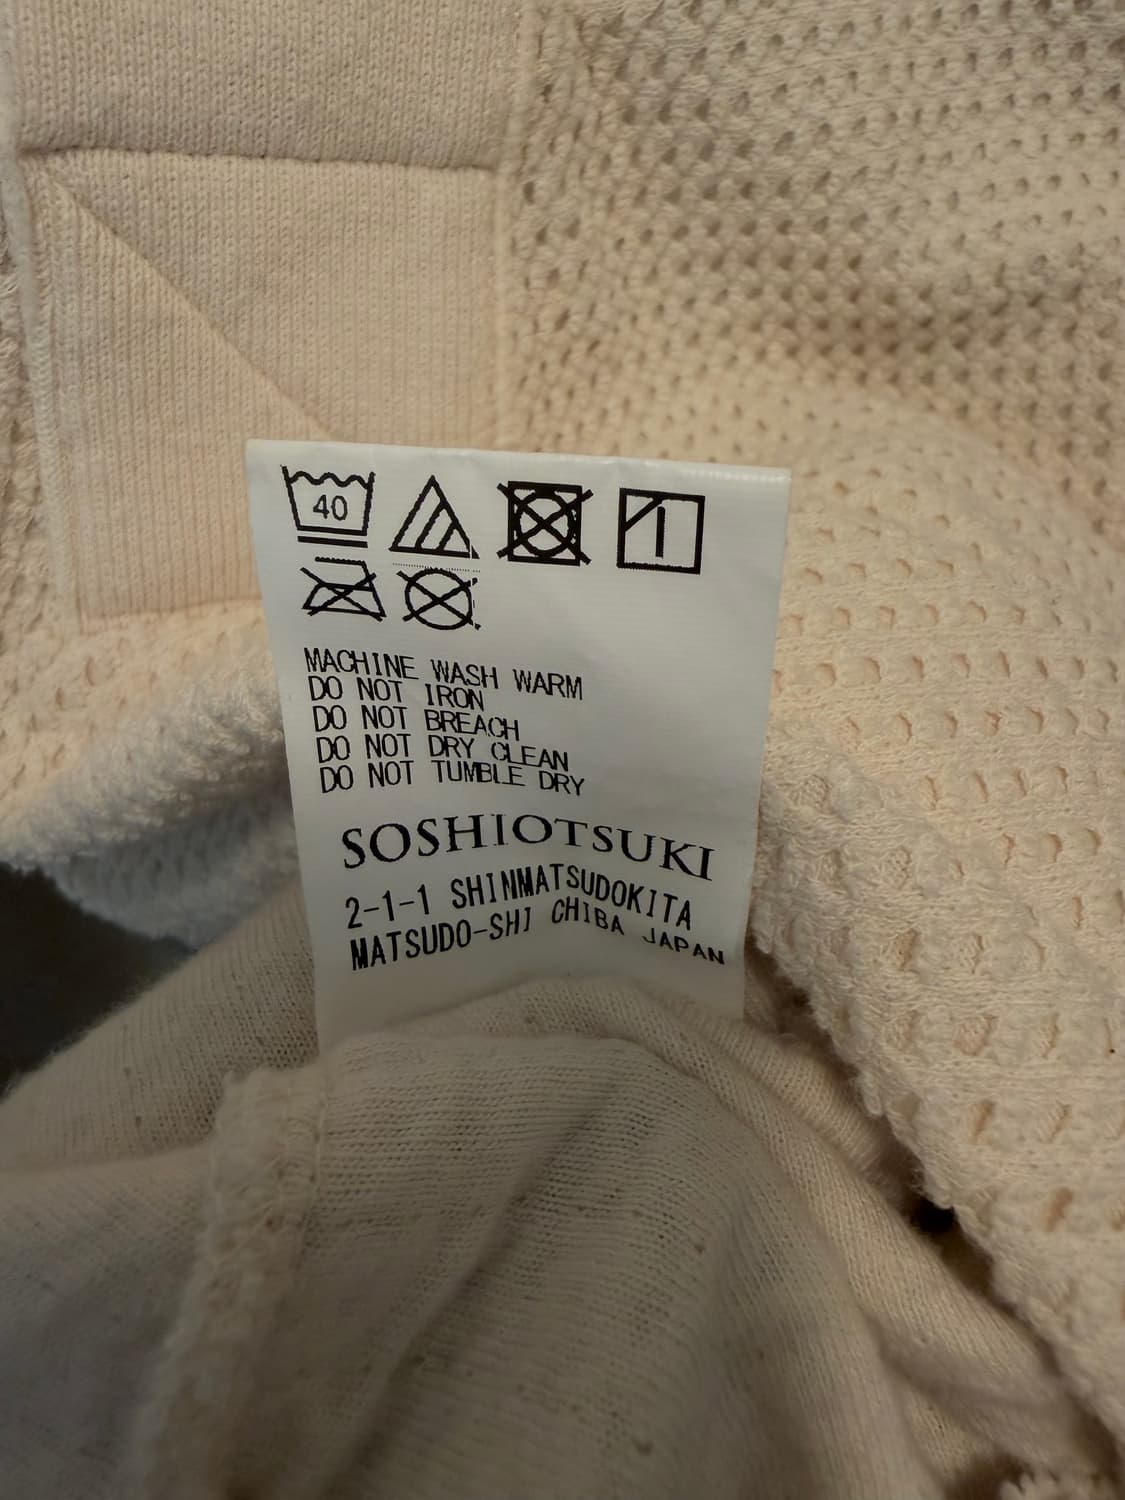 40
MACHINE WASH WARM
DO NOT IRON
DO NOT BREACH
DO NOT DRY CLEAN
DO NOT TUMBLE DRY
SOSHIOTSUKI
2-1-1 SHINMATSUDOKITA
MATSUDO-SHI CHIBA JAPAN